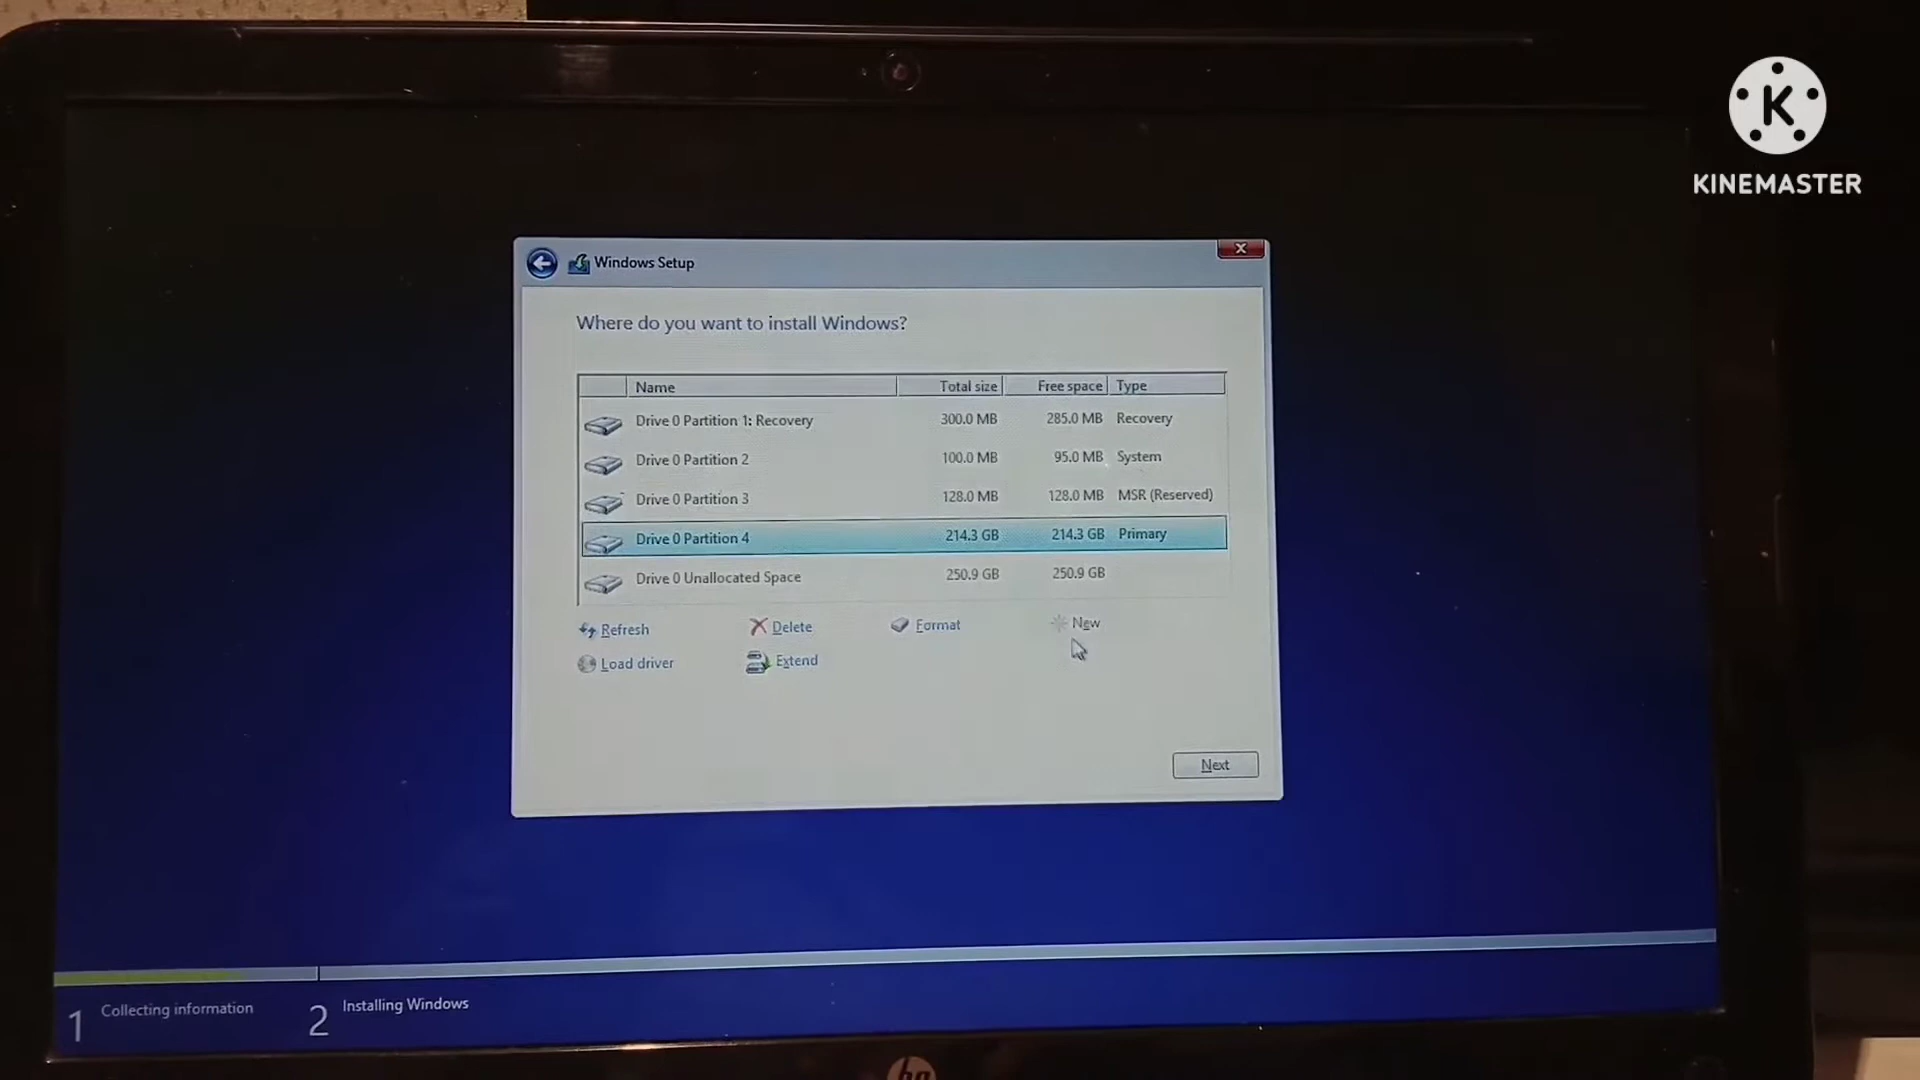 K
KINEMASTER
Windows Setup
Where do you want to install Windows?
Name Total size Free space Type
Drive 0 Partition 1: Recovery 300.0 MB 285.0 MB Recovery
Drive 0 Partition 2 100.0 MB 95.0 MB System
Drive 0 Partition 3 128.0 MB 128.0 MB MSR (Reserved)
Drive 0 Partition 4 214.3 GB 214.3 GB Primary
Drive 0 Unallocated Space 250.9 GB 250.9 GB
Refresh Delete Format New
Load driver Extend
Next
1 Collecting information 2 Installing Windows
hp